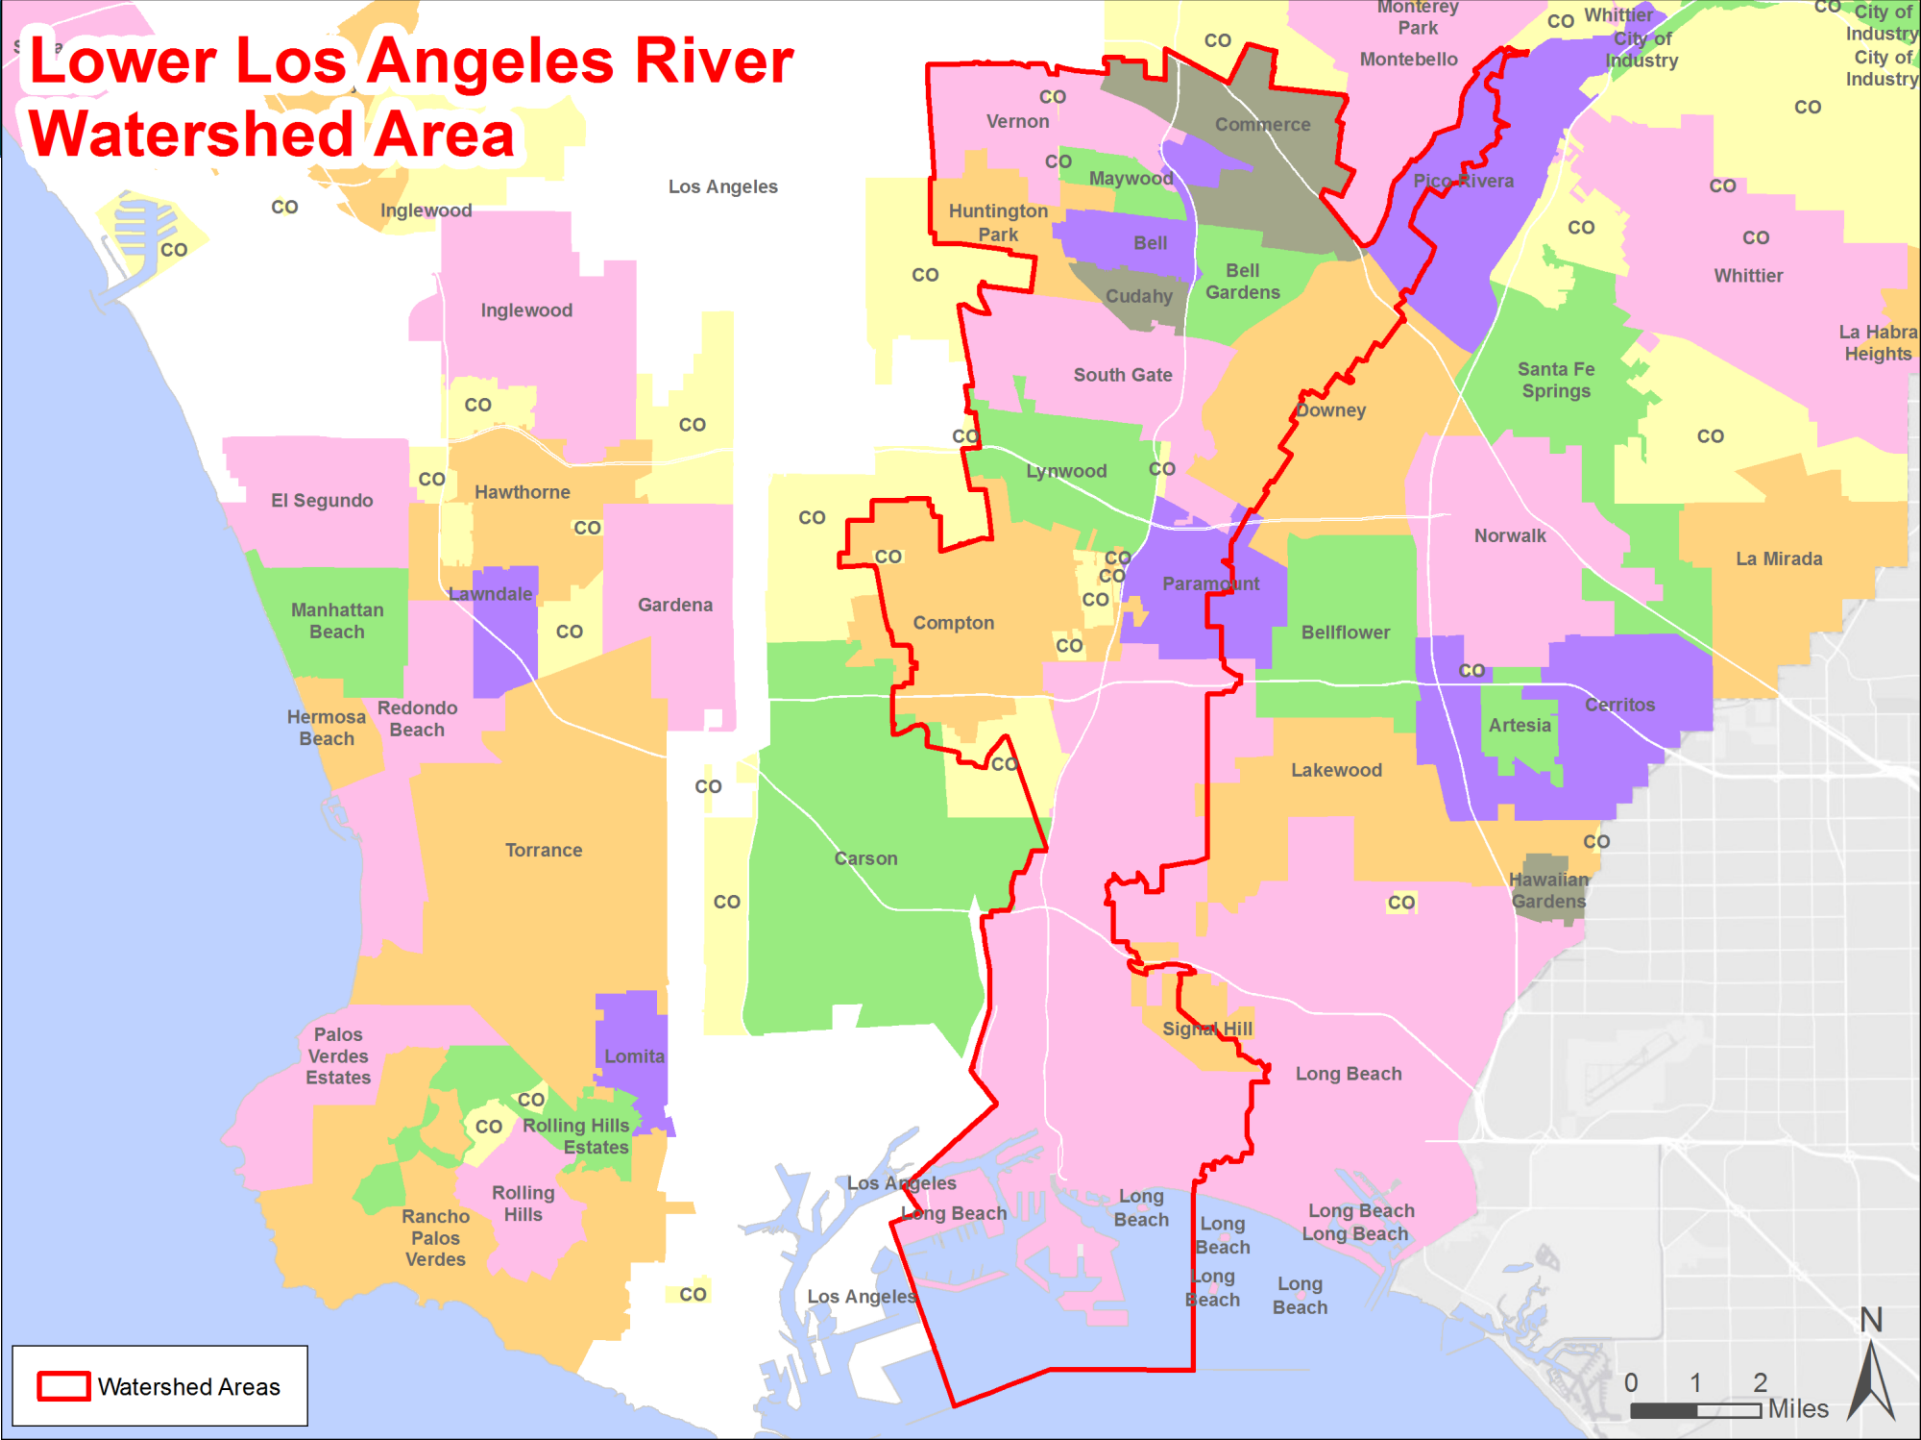 Lower Los Angeles River
Watershed Area
Monterey
Park
Montebello
CO
CO
Whittier
City of
Industry
CO
City of
Industry
City of
Industry
CO
Vernon
CO
Commerce
CO
Maywood
Pico Rivera
CO
Los Angeles
CO
Inglewood
CO
Huntington
Park
Bell
CO
CO
Whittier
CO
Bell
Gardens
Cudahy
Inglewood
La Habra
Heights
South Gate
Santa Fe
Springs
CO
CO
Downey
CO
CO
Lynwood
CO
CO
El Segundo
Hawthorne
CO
CO
CO
Norwalk
La Mirada
CO
CO
CO
Paramount
Lawndale
Manhattan
Beach
Gardena
CO
Compton
CO
Bellflower
CO
Hermosa
Beach
Redondo
Beach
Artesia
Cerritos
CO
CO
Lakewood
Torrance
Carson
CO
CO
CO
Hawaiian
Gardens
Palos
Verdes
Estates
Lomita
Signal Hill
Long Beach
CO
CO
Rolling Hills
Estates
Rolling
Hills
Rancho
Palos
Verdes
Los Angeles
Long Beach
Long
Beach
Long
Beach
Long Beach
Long Beach
CO
Los Angeles
Long
Beach
Long
Beach
Watershed Areas
N
0 1 2
Miles